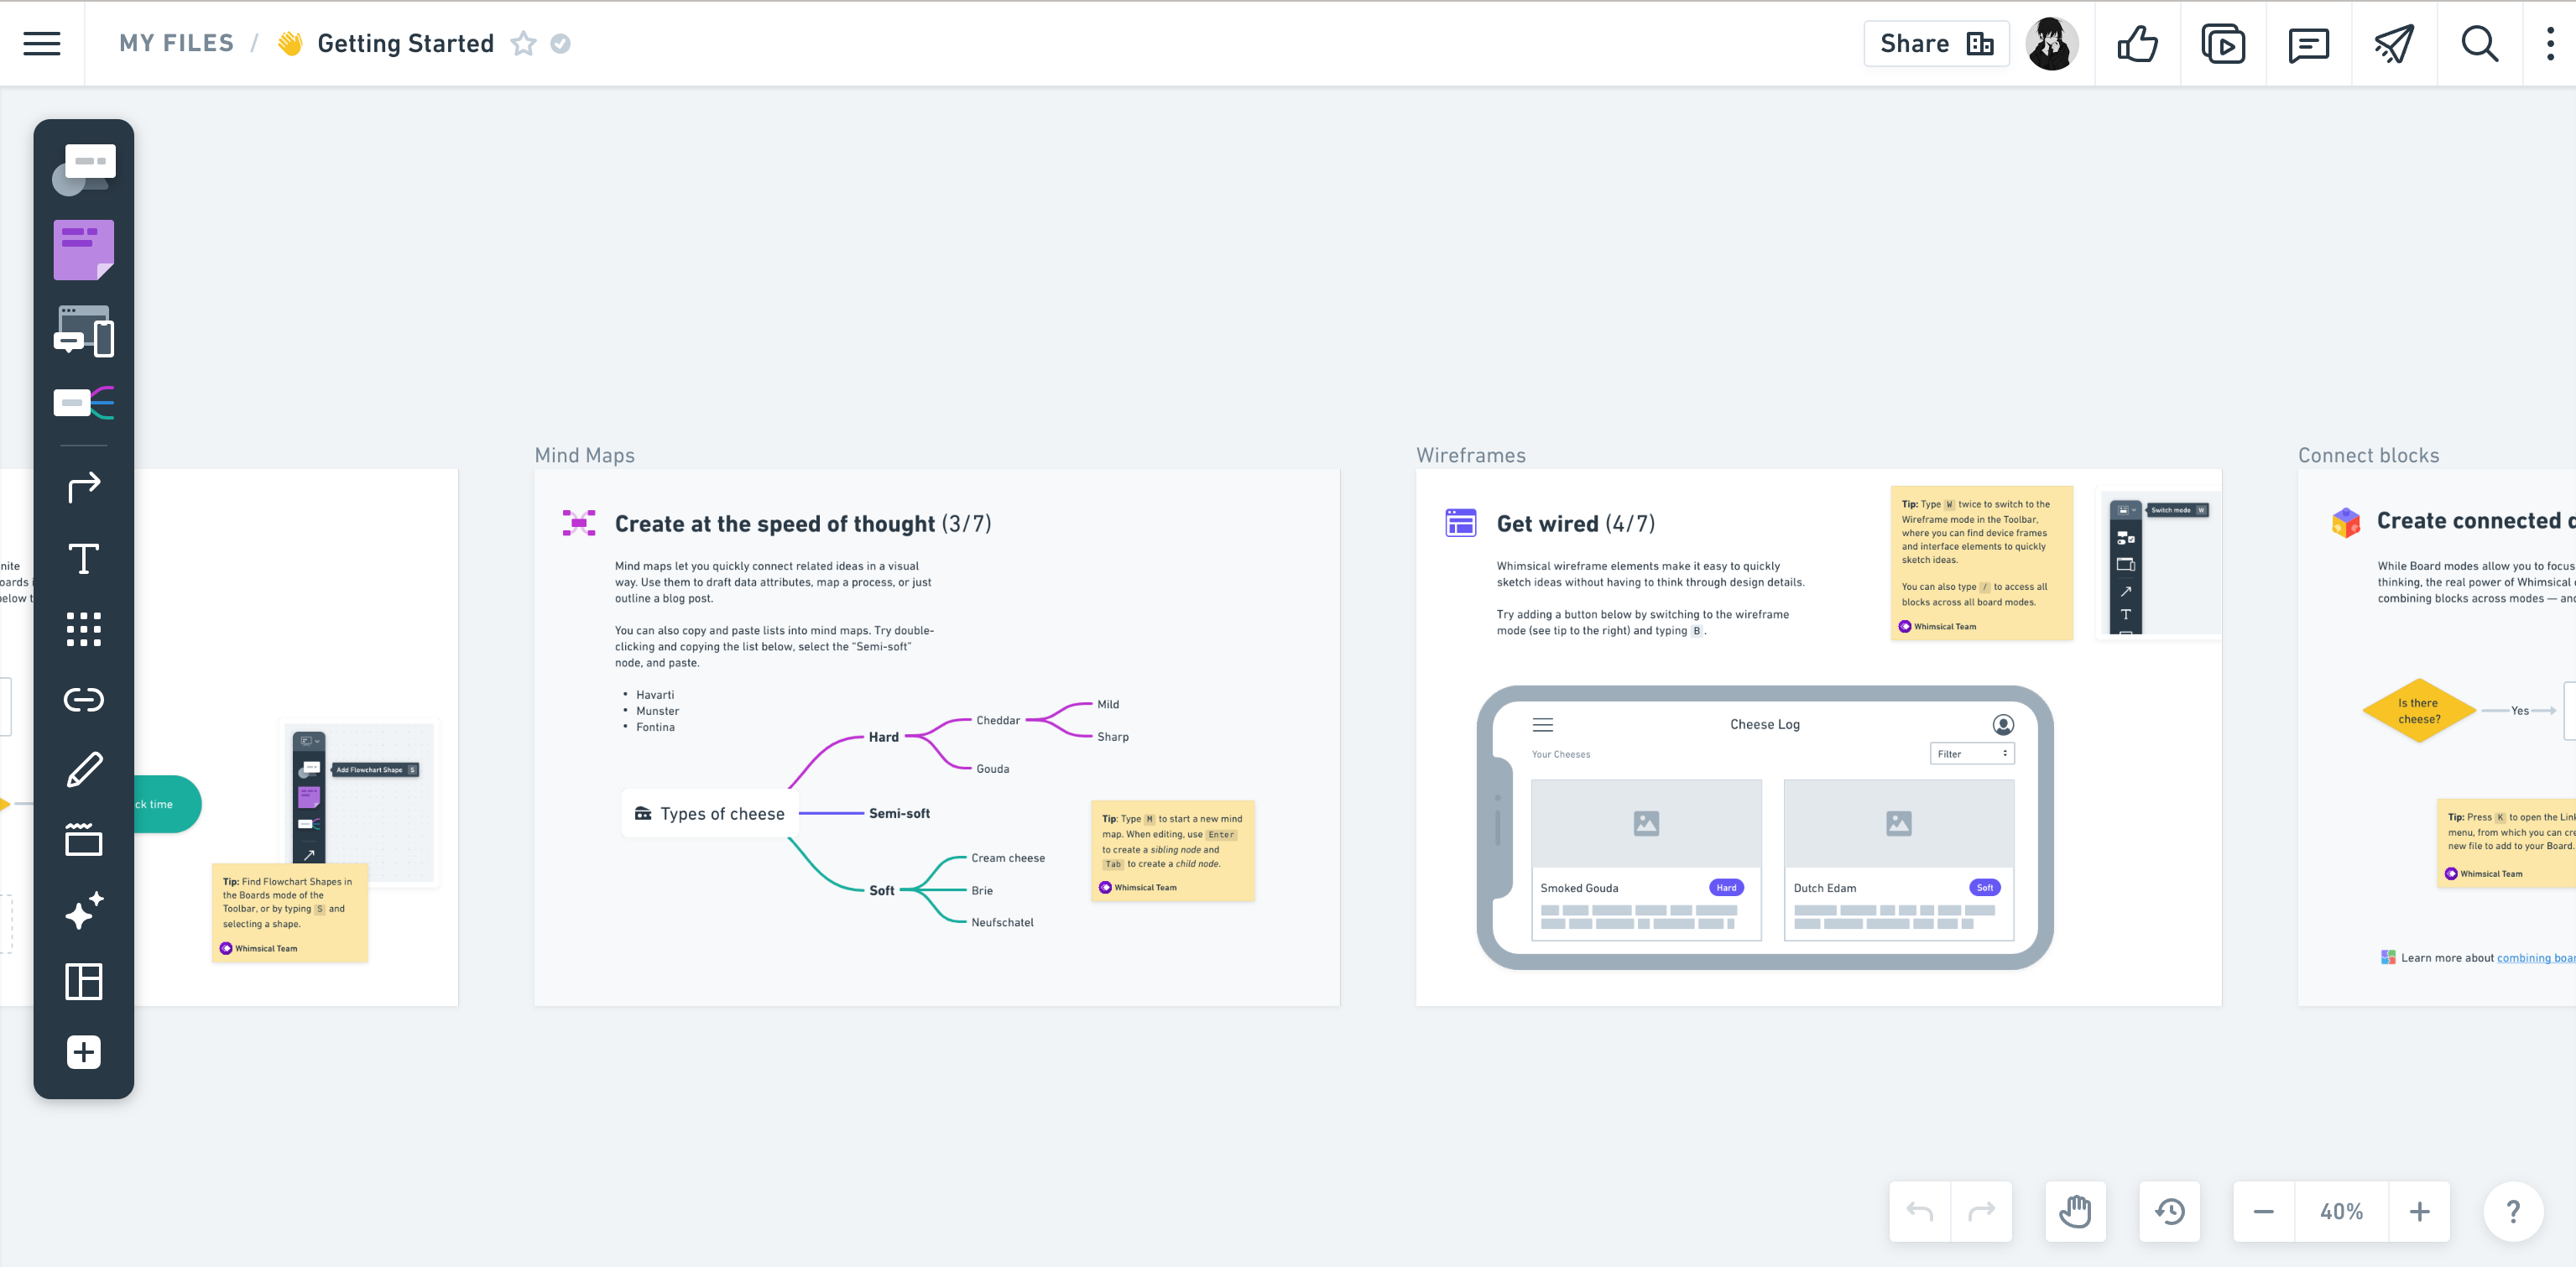 MY FILES / 👋 Getting Started
Share
nite
oards i
elow t
ck time
Add Flowchart Shape S
Tip: Find Flowchart Shapes in
the Boards mode of the
Toolbar, or by typing S and
selecting a shape.
Whimsical Team
Mind Maps
Create at the speed of thought (3/7)
Mind maps let you quickly connect related ideas in a visual
way. Use them to draft data attributes, map a process, or just
outline a blog post.
You can also copy and paste lists into mind maps. Try double-
clicking and copying the list below, select the “Semi-soft”
node, and paste.
• Havarti
• Munster
• Fontina
Types of cheese
Hard
Cheddar
Mild
Sharp
Gouda
Semi-soft
Soft
Cream cheese
Brie
Neufschatel
Tip: Type M to start a new mind
map. When editing, use Enter
to create a sibling node and
Tab to create a child node.
Whimsical Team
Wireframes
Get wired (4/7)
Whimsical wireframe elements make it easy to quickly
sketch ideas without having to think through design details.
Try adding a button below by switching to the wireframe
mode (see tip to the right) and typing B.
Tip: Type W twice to switch to the
Wireframe mode in the Toolbar,
where you can find device frames
and interface elements to quickly
sketch ideas.
You can also type / to access all
blocks across all board modes.
Whimsical Team
Switch mode W
T
Cheese Log
Your Cheeses
Filter
Smoked Gouda
Hard
Dutch Edam
Soft
Connect blocks
Create connected d
While Board modes allow you to focus
thinking, the real power of Whimsical
combining blocks across modes — and
Is there
cheese?
Yes
Tip: Press K to open the Link
menu, from which you can cre
new file to add to your Board.
Whimsical Team
Learn more about combining boar
40%
?